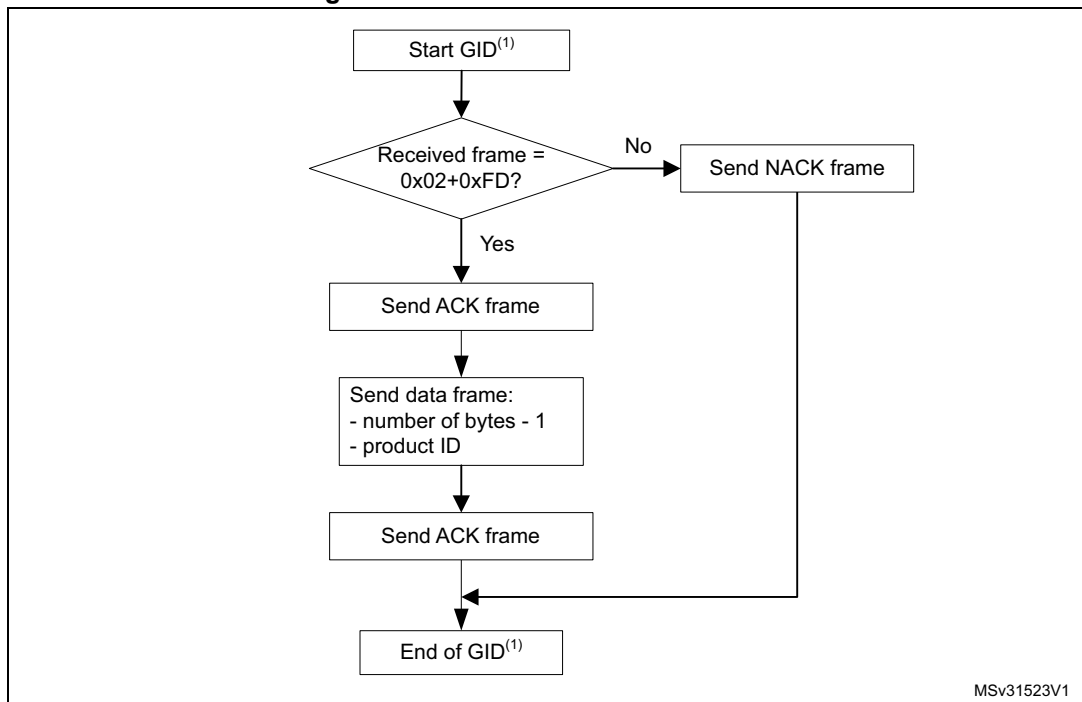 Start GID(1)
Received frame =
0x02+0xFD?
No
Send NACK frame
Yes
Send ACK frame
Send data frame:
- number of bytes - 1
- product ID
Send ACK frame
End of GID(1)
MSv31523V1